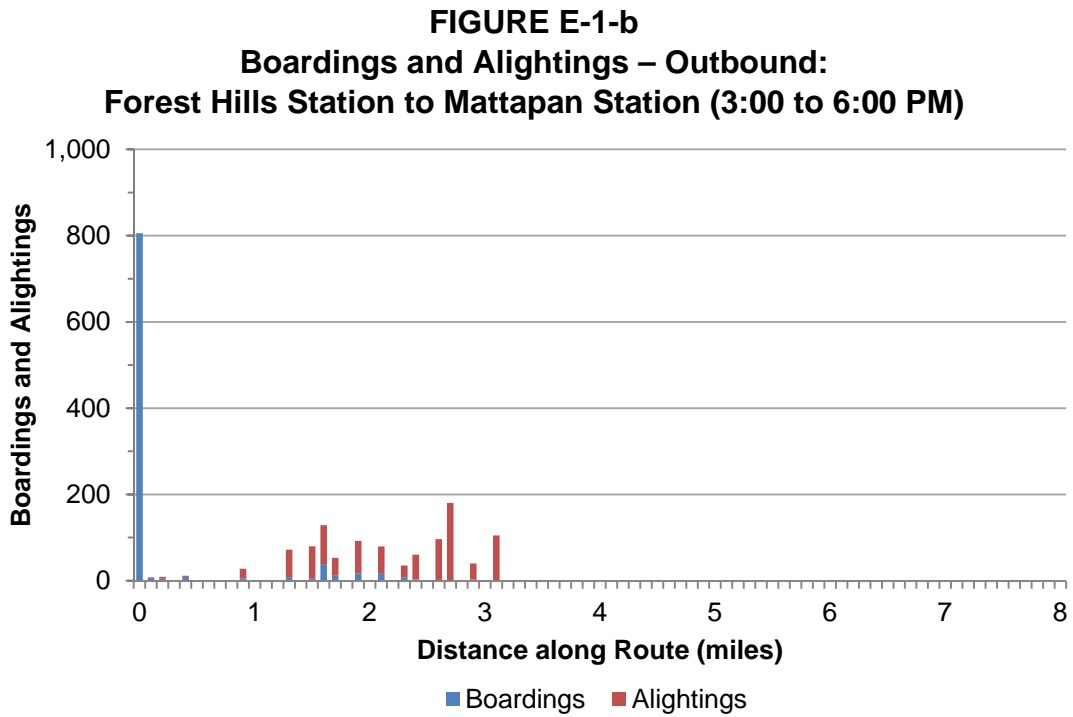 FIGURE E-1-b
Boardings and Alightings – Outbound:
Forest Hills Station to Mattapan Station (3:00 to 6:00 PM)
Boardings and Alightings
1,000
800
600
400
200
0
0 1 2 3 4 5 6 7 8
Distance along Route (miles)
Boardings Alightings